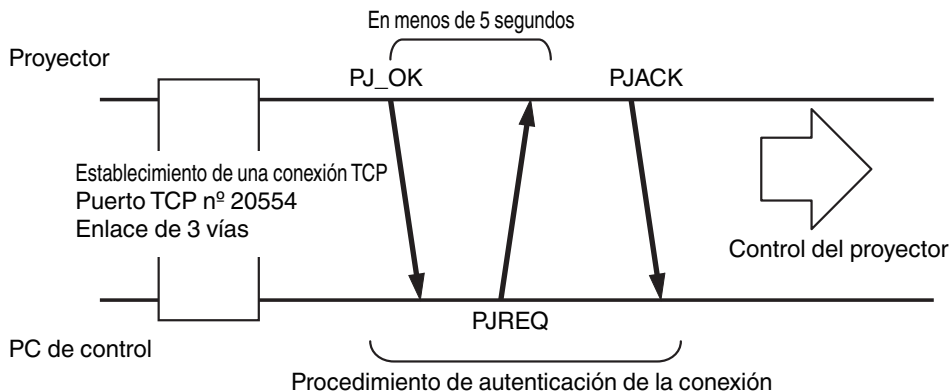 En menos de 5 segundos
Proyector
PJ_OK
PJACK
Establecimiento de una conexión TCP
Puerto TCP nº 20554
Enlace de 3 vías
Control del proyector
PJREQ
PC de control
Procedimiento de autenticación de la conexión